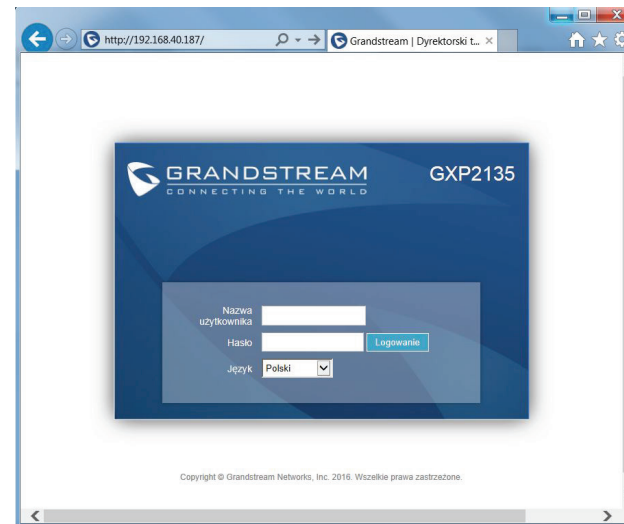 http://192.168.40.187/
Grandstream | Dyrektorski t...
GRANDSTREAM
CONNECTING THE WORLD
GXP2135
Nazwa
użytkownika
Hasło
Logowanie
Język
Polski
Copyright © Grandstream Networks, Inc. 2016. Wszelkie prawa zastrzeżone.